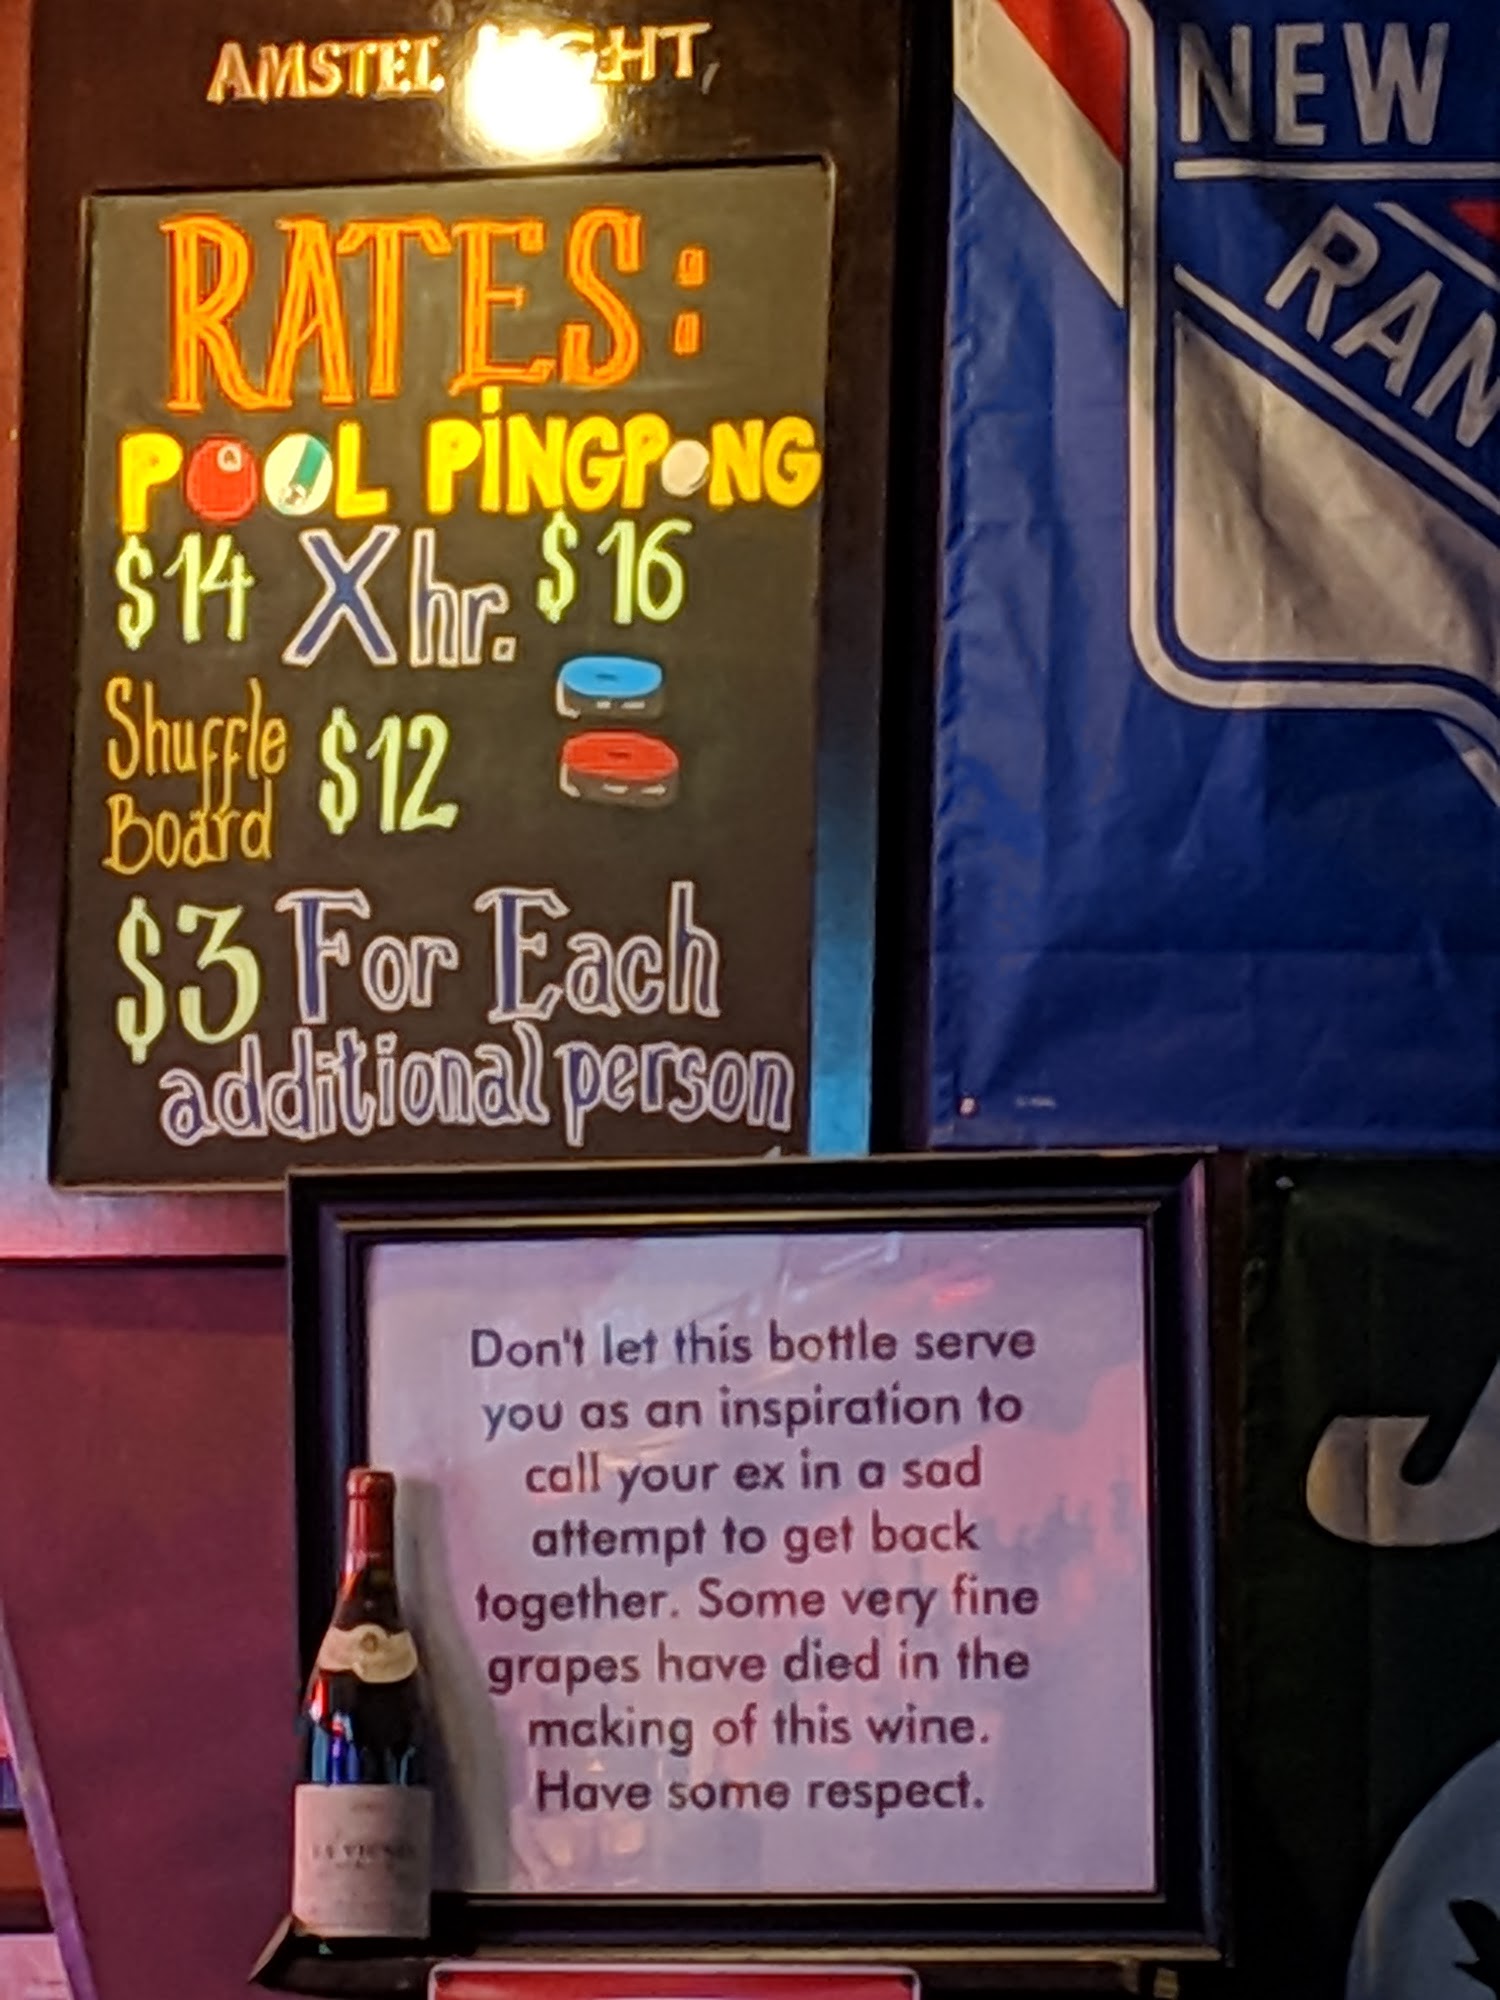 AMSTEL LIGHT,
RATES:
POOL PiNGPONG
$14 X hr. $16
Shuffle
Board
$12
$3 For Each
additional person
NEW
RAN
Don't let this bottle serve
you as an inspiration to
call your ex in a sad
attempt to get back
together. Some very fine
grapes have died in the
making of this wine.
Have some respect.
J